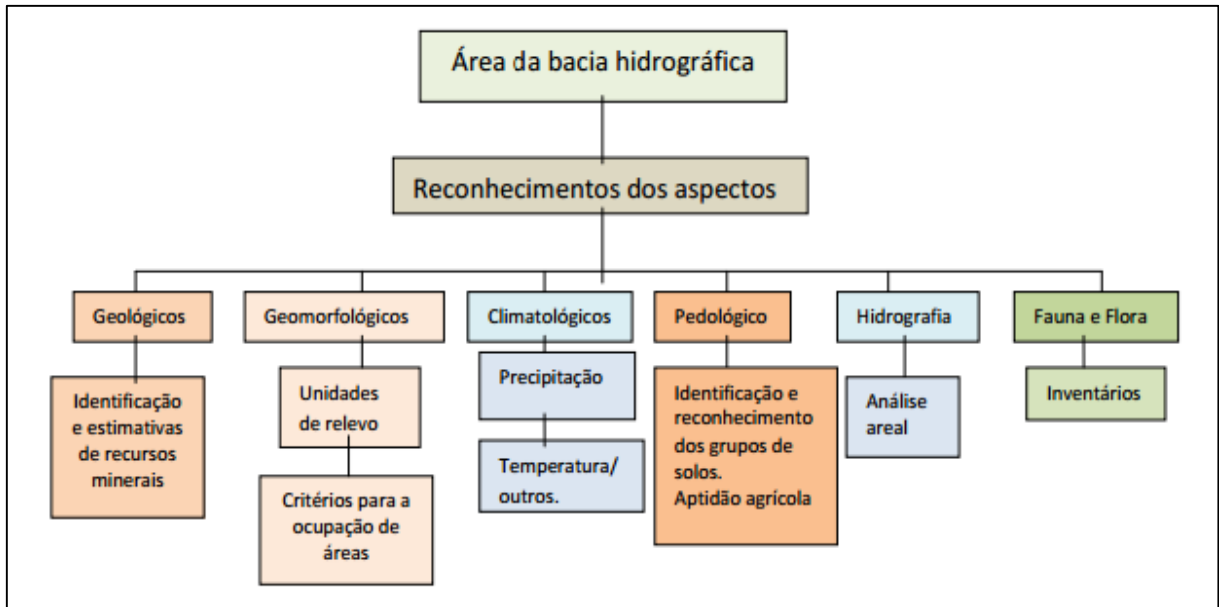 Área da bacia hidrográfica
Reconhecimentos dos aspectos
Geológicos
Geomorfológicos
Climatológicos
Pedológico
Hidrografia
Fauna e Flora
Identificação
e estimativas
de recursos
minerais
Unidades
de relevo
Critérios para a
ocupação de
áreas
Precipitação
Temperatura/
outros.
Identificação e
reconhecimento
dos grupos de
solos.
Aptidão agrícola
Análise
areal
Inventários